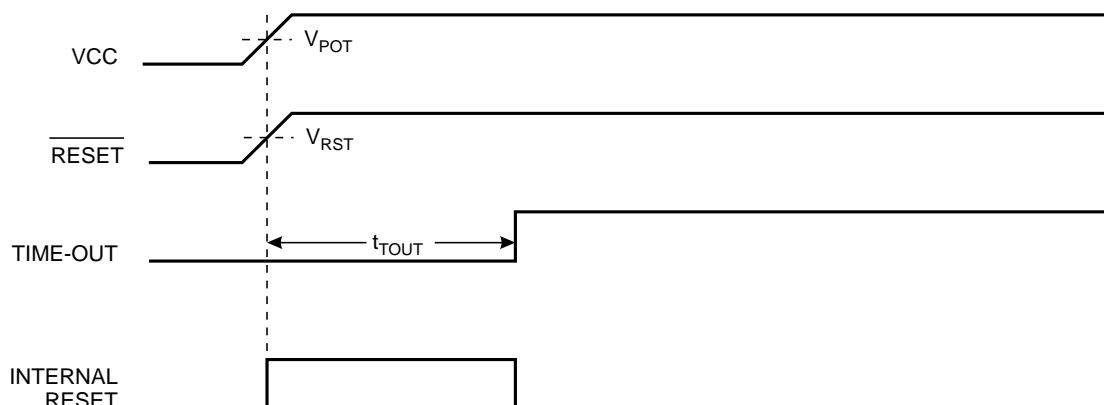 VCC
V_POT
RESET
V_RST
TIME-OUT
t_TOUT
INTERNAL
RESET